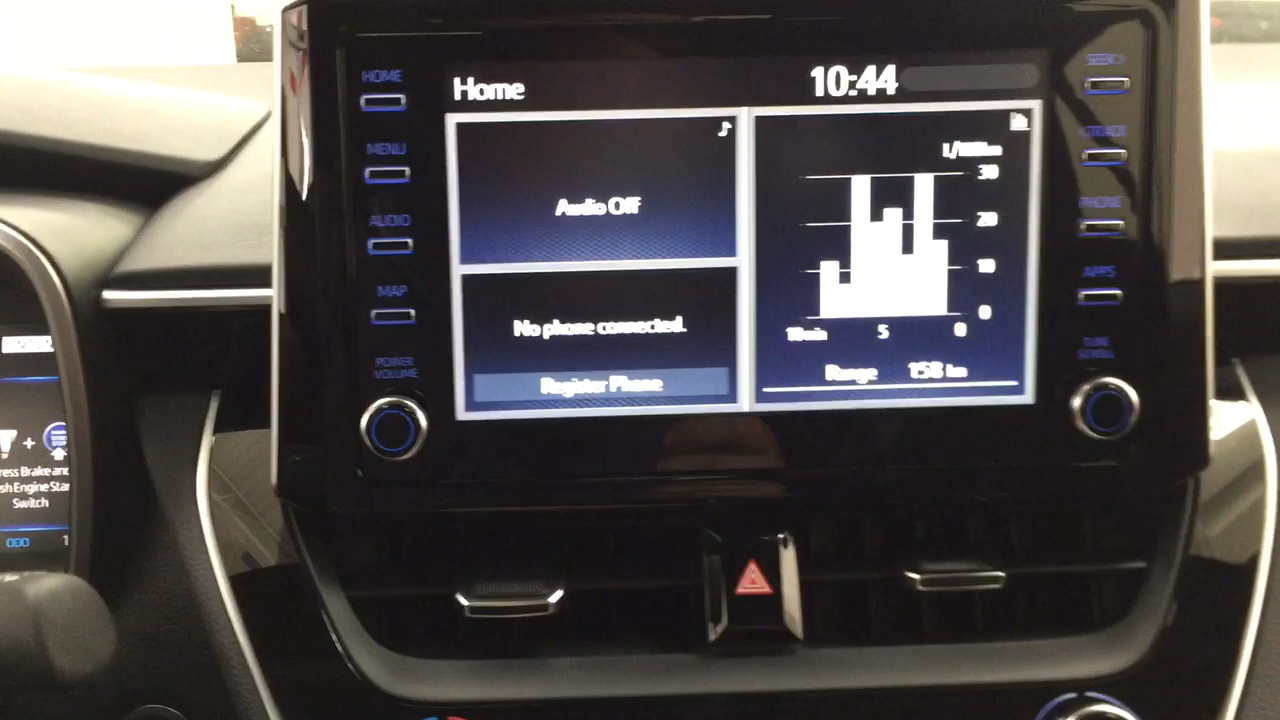 HOME
MENU
AUDIO
MAP
POWER
VOLUME
Home
10:44
Audio Off
No phone connected.
Register Phone
L/100km
30
20
10
0
10min 5 0
Range 158 km
SEEK>
<TRACK
PHONE
APPS
TUNE
SCROLL
+
ress Brake and
sh Engine Star
Switch